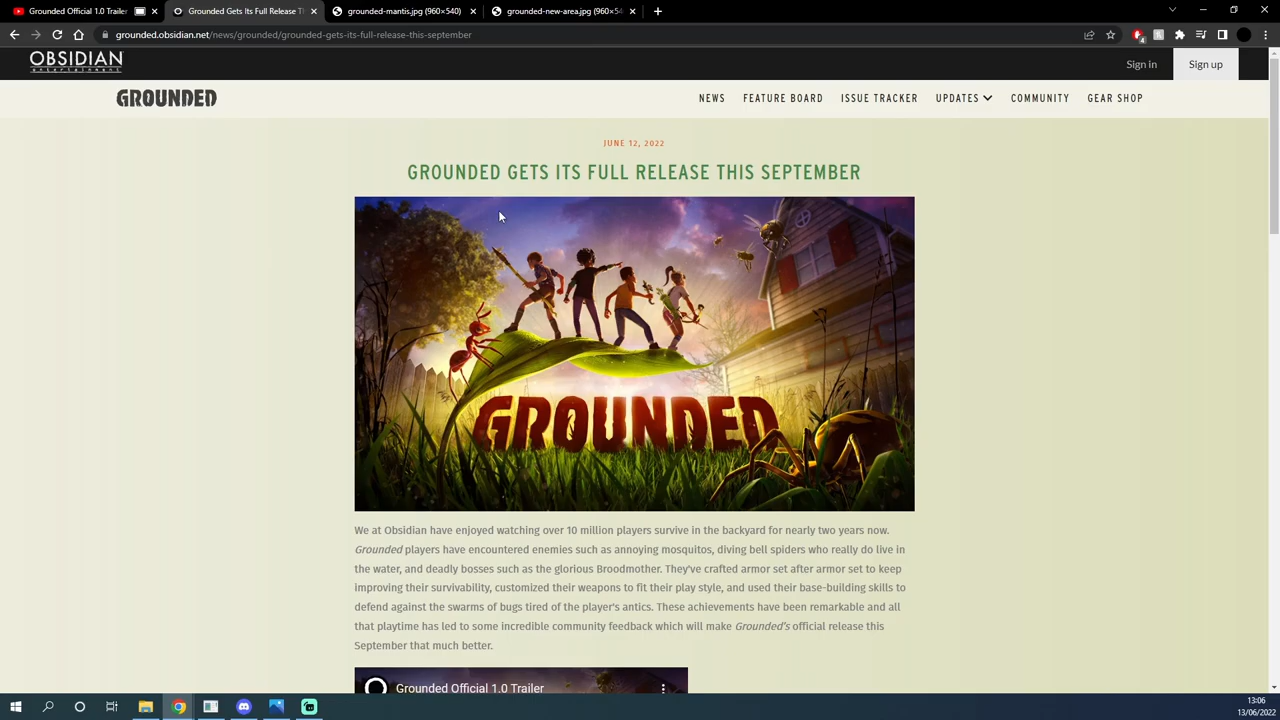 Grounded Official 1.0 Trailer
Grounded Gets Its Full Release T
grounded-mantis.jpg (960×540)
grounded-new-area.jpg (960×5
grounded.obsidian.net/news/grounded/grounded-gets-its-full-release-this-september
4
OBSIDIAN
entertainment
Sign in
Sign up
GROUNDED
NEWS
FEATURE BOARD
ISSUE TRACKER
UPDATES
COMMUNITY
GEAR SHOP
JUNE 12, 2022
GROUNDED GETS ITS FULL RELEASE THIS SEPTEMBER
GROUNDED
We at Obsidian have enjoyed watching over 10 million players survive in the backyard for nearly two years now.
Grounded players have encountered enemies such as annoying mosquitos, diving bell spiders who really do live in
the water, and deadly bosses such as the glorious Broodmother. They've crafted armor set after armor set to keep
improving their survivability, customized their weapons to fit their play style, and used their base-building skills to
defend against the swarms of bugs tired of the player's antics. These achievements have been remarkable and all
that playtime has led to some incredible community feedback which will make Grounded's official release this
September that much better.
Grounded Official 1.0 Trailer
13:06
13/06/2022